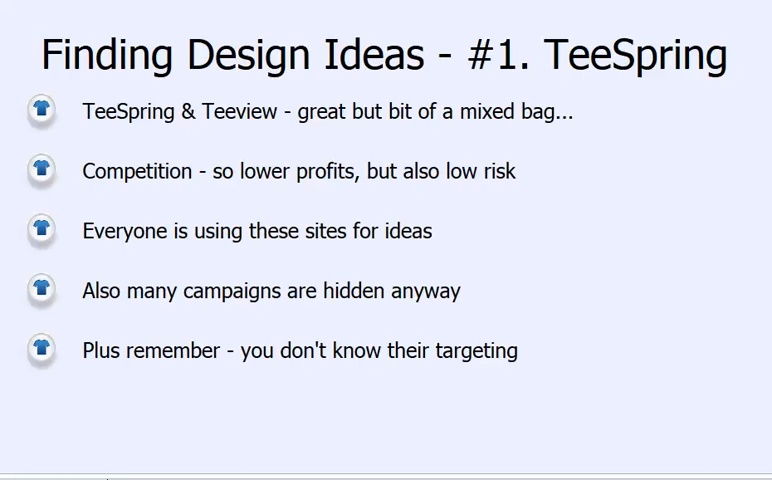 Finding Design Ideas - #1. TeeSpring
TeeSpring & Teeview - great but bit of a mixed bag...
Competition - so lower profits, but also low risk
Everyone is using these sites for ideas
Also many campaigns are hidden anyway
Plus remember - you don't know their targeting